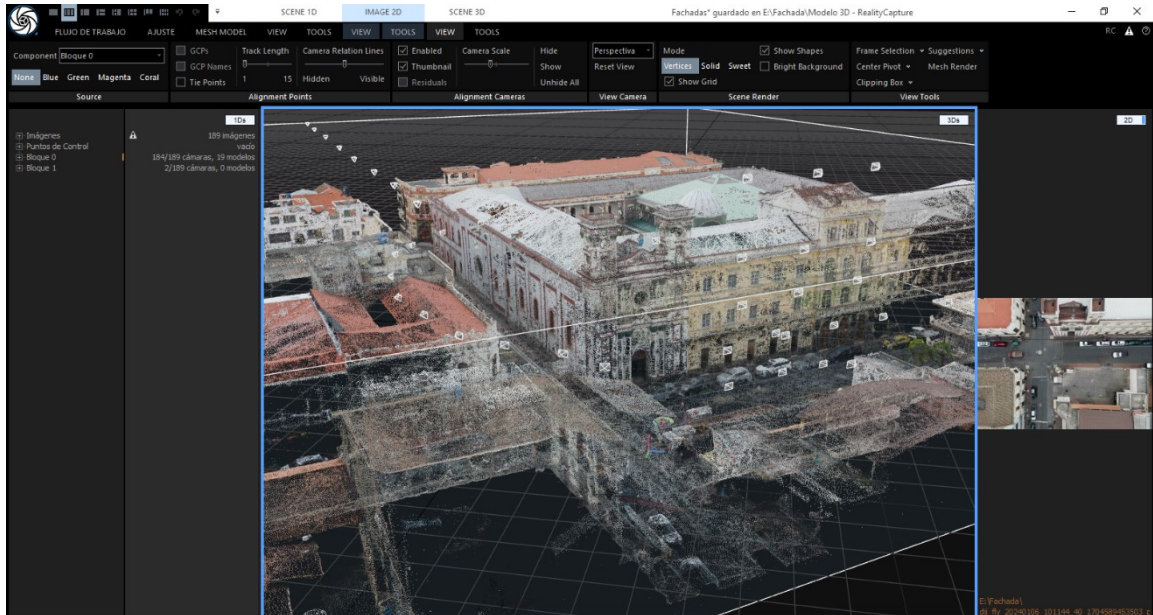 SCENE 1D IMAGE 2D SCENE 3D Fachadas* guardado en E:\Fachada\Modelo 3D - RealityCapture
FLUJO DE TRABAJO AJUSTE MESH MODEL VIEW TOOLS VIEW TOOLS VIEW TOOLS RC
Component Bloque 0
None Blue Green Magenta Coral
Source
GCPs Track Length Camera Relation Lines
GCP Names
Tie Points 1 15 Hidden Visible
Alignment Points
Enabled Camera Scale Hide
Thumbnail Show
Residuals Unhide All
Alignment Cameras
Perspectiva
Reset View
View Camera
Mode Show Shapes
Vertices Solid Sweet Bright Background
Show Grid
Scene Render
Frame Selection Suggestions
Center Pivot Mesh Render
Clipping Box
View Tools
1Ds
Imágenes 189 imágenes
Puntos de Control vacío
Bloque 0 184/189 cámaras, 19 modelos
Bloque 1 2/189 cámaras, 0 modelos
3Ds
2D
E:\Fachada\